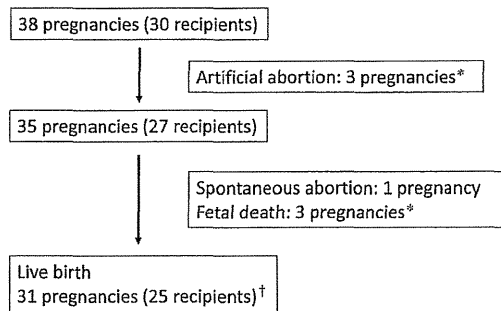 38 pregnancies (30 recipients)
Artificial abortion: 3 pregnancies*
35 pregnancies (27 recipients)
Spontaneous abortion: 1 pregnancy
Fetal death: 3 pregnancies*
Live birth
31 pregnancies (25 recipients)†